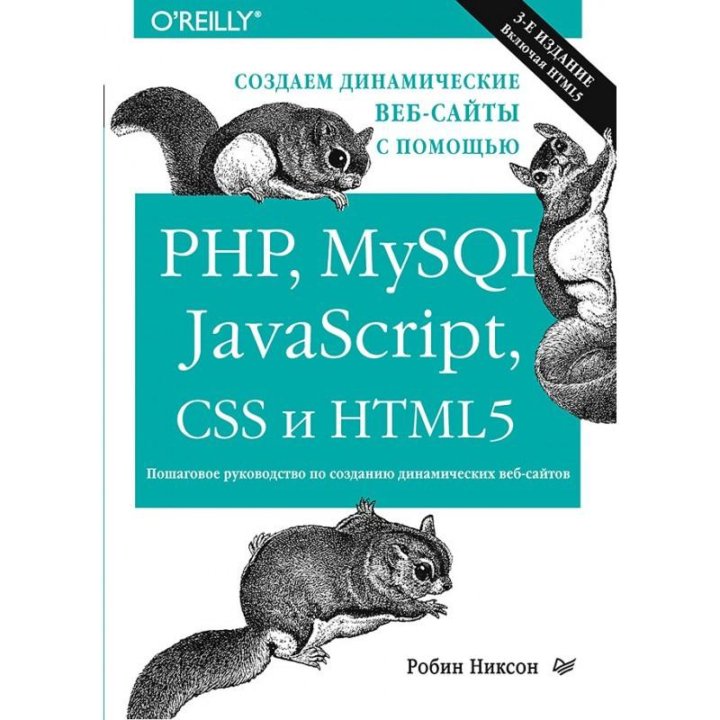 O'REILLY®
3-Е ИЗДАНИЕ
Включая HTML5
СОЗДАЕМ ДИНАМИЧЕСКИЕ
ВЕБ-САЙТЫ
С ПОМОЩЬЮ
PHP, MySQL
JavaScript,
CSS и HTML5
Пошаговое руководство по созданию динамических веб-сайтов
Робин Никсон